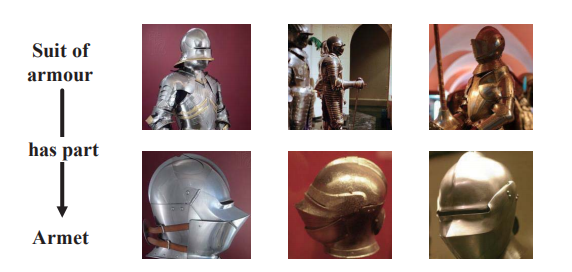 Suit of
armour
has part
Armet